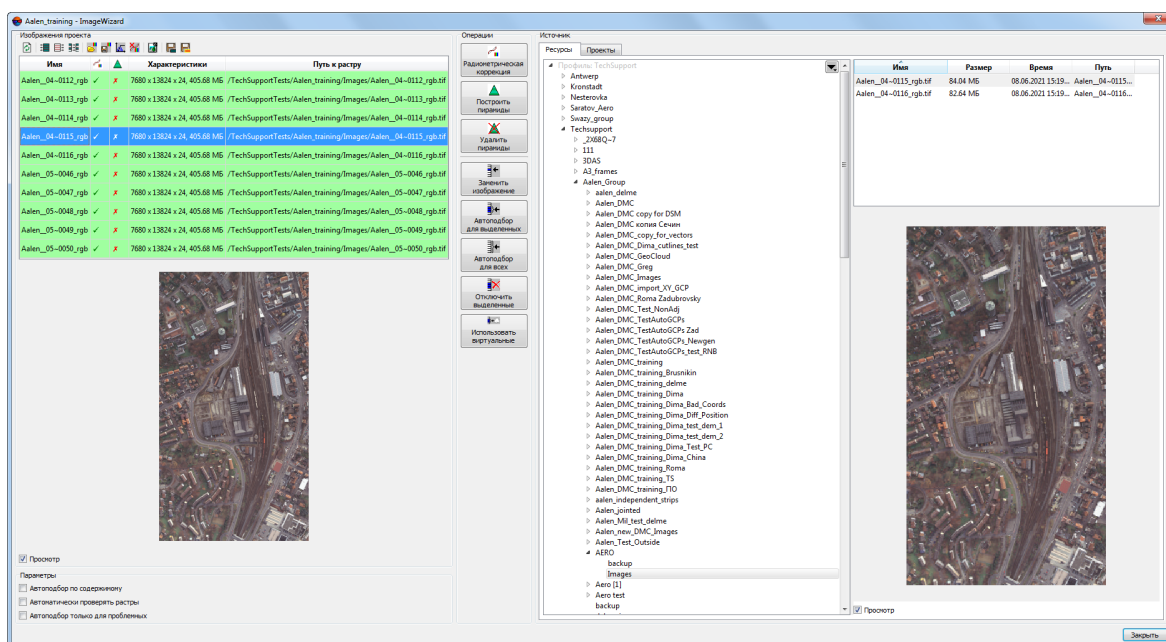 Aalen_training - ImageWizard
Изображения проекта
Имя Характеристики Путь к растру
Aalen_04~0112_rgb ✓ ✗ 7680 x 13824 x 24, 405.68 МБ /TechSupportTests/Aalen_training/Images/Aalen_04~0112_rgb.tif
Aalen_04~0113_rgb ✓ ✗ 7680 x 13824 x 24, 405.68 МБ /TechSupportTests/Aalen_training/Images/Aalen_04~0113_rgb.tif
Aalen_04~0114_rgb ✓ ✗ 7680 x 13824 x 24, 405.68 МБ /TechSupportTests/Aalen_training/Images/Aalen_04~0114_rgb.tif
Aalen_04~0115_rgb ✓ ✗ 7680 x 13824 x 24, 405.68 МБ /TechSupportTests/Aalen_training/Images/Aalen_04~0115_rgb.tif
Aalen_04~0116_rgb ✓ ✗ 7680 x 13824 x 24, 405.68 МБ /TechSupportTests/Aalen_training/Images/Aalen_04~0116_rgb.tif
Aalen_05~0046_rgb ✓ ✗ 7680 x 13824 x 24, 405.68 МБ /TechSupportTests/Aalen_training/Images/Aalen_05~0046_rgb.tif
Aalen_05~0047_rgb ✓ ✗ 7680 x 13824 x 24, 405.68 МБ /TechSupportTests/Aalen_training/Images/Aalen_05~0047_rgb.tif
Aalen_05~0048_rgb ✓ ✗ 7680 x 13824 x 24, 405.68 МБ /TechSupportTests/Aalen_training/Images/Aalen_05~0048_rgb.tif
Aalen_05~0049_rgb ✓ ✗ 7680 x 13824 x 24, 405.68 МБ /TechSupportTests/Aalen_training/Images/Aalen_05~0049_rgb.tif
Aalen_05~0050_rgb ✓ ✗ 7680 x 13824 x 24, 405.68 МБ /TechSupportTests/Aalen_training/Images/Aalen_05~0050_rgb.tif
Просмотр
Параметры
Автоподбор по содержимому
Автоматически проверять растры
Автоподбор только для проблемных
Операции
Радиометрическая
коррекция
Построить
пирамиды
Удалить
пирамиды
Заменить
изображение
Автоподбор
для выделенных
Автоподбор
для всех
Отключить
выделенные
Использовать
виртуальные
Источник
Ресурсы Проекты
Профиль: TechSupport
Antwerp
Kronstadt
Nesterovka
Saratov_Aero
Swazy_group
Techsupport
_2X68Q~7
111
3DAS
A3_frames
Aalen_Group
aalen_delme
Aalen_DMC
Aalen_DMC copy for DSM
Aalen_DMC копия Сечин
Aalen_DMC_copy_for_vectors
Aalen_DMC_Dima_cutlines_test
Aalen_DMC_GeoCloud
Aalen_DMC_Greg
Aalen_DMC_Images
Aalen_DMC_import_XY_GCP
Aalen_DMC_Roma Zadubrovsky
Aalen_DMC_Test_NonAdj
Aalen_DMC_TestAutoGCPs
Aalen_DMC_TestAutoGCPs Zad
Aalen_DMC_TestAutoGCPs_Newgen
Aalen_DMC_TestAutoGCPs_test_RNB
Aalen_DMC_training
Aalen_DMC_training_Brusnikin
Aalen_DMC_training_delme
Aalen_DMC_training_Dima
Aalen_DMC_training_Dima_Bad_Coords
Aalen_DMC_training_Dima_Diff_Position
Aalen_DMC_training_Dima_test_dem_1
Aalen_DMC_training_Dima_test_dem_2
Aalen_DMC_training_Dima_Test_PC
Aalen_DMC_training_Dima_China
Aalen_DMC_training_Roma
Aalen_DMC_training_TS
Aalen_DMC_training_ПО
aalen_independent_strips
Aalen_jointed
Aalen_Mil_test_delme
Aalen_new_DMC_Images
Aalen_Test_Outside
AERO
backup
Images
Aero [1]
Aero test
backup
Имя Размер Время Путь
Aalen_04~0115_rgb.tif 84.04 МБ 08.06.2021 15:19... Aalen_04~0115...
Aalen_04~0116_rgb.tif 82.64 МБ 08.06.2021 15:19... Aalen_04~0116...
Просмотр
Закрыть